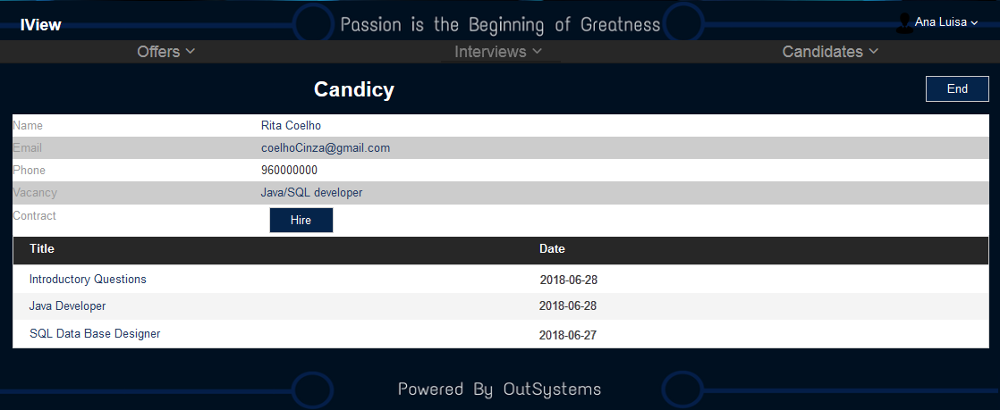 IView
Passion is the Beginning of Greatness
Ana Luisa
Offers Interviews Candidates
Candicy
End
Name Rita Coelho
Email coelhoCinza@gmail.com
Phone 960000000
Vacancy Java/SQL developer
Contract Hire
Title Date
Introductory Questions 2018-06-28
Java Developer 2018-06-28
SQL Data Base Designer 2018-06-27
Powered By OutSystems